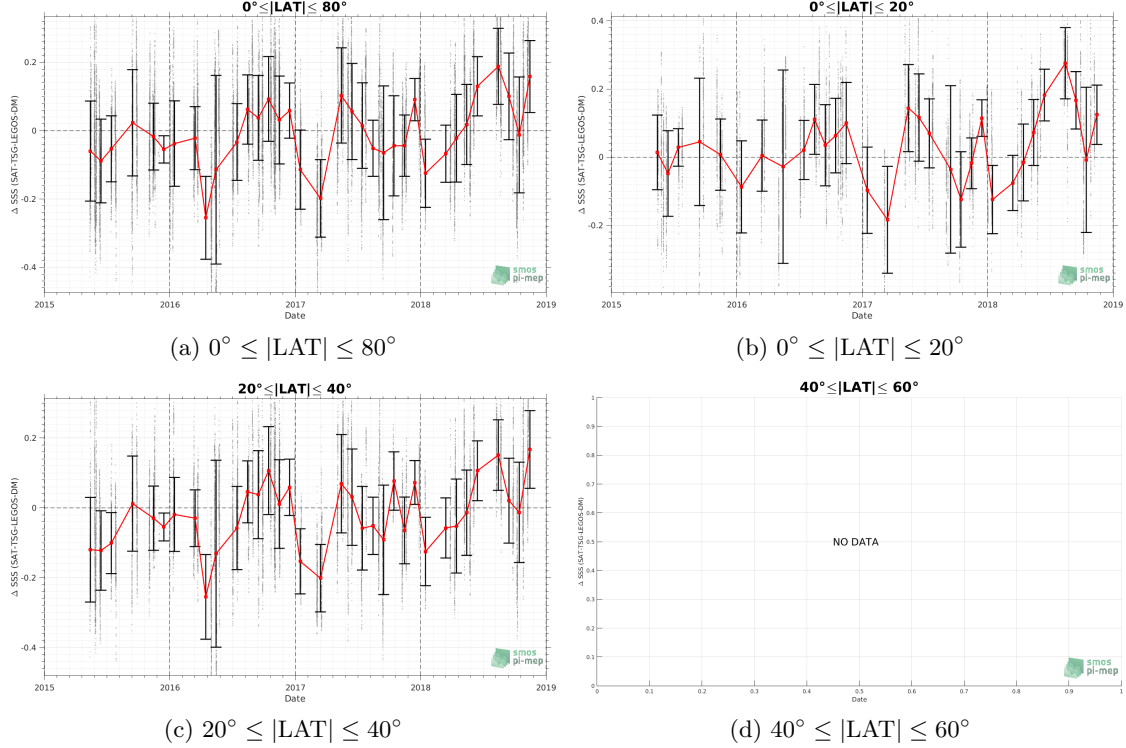 0°≤|LAT|≤ 80°
Δ SSS (SAT-TSG-LEGOS-DM)
0.2
0
-0.2
-0.4
2015 2016 2017 2018 2019
Date
smos
pi-mep
(a) 0° ≤ |LAT| ≤ 80°
0°≤|LAT|≤ 20°
Δ SSS (SAT-TSG-LEGOS-DM)
0.4
0.2
0
-0.2
2015 2016 2017 2018 2019
Date
smos
pi-mep
(b) 0° ≤ |LAT| ≤ 20°
20°≤|LAT|≤ 40°
Δ SSS (SAT-TSG-LEGOS-DM)
0.2
0
-0.2
-0.4
2015 2016 2017 2018 2019
Date
smos
pi-mep
(c) 20° ≤ |LAT| ≤ 40°
40°≤|LAT|≤ 60°
Δ SSS (SAT-TSG-LEGOS-DM)
1
0.9
0.8
0.7
0.6
0.5
0.4
0.3
0.2
0.1
0
NO DATA
0 0.1 0.2 0.3 0.4 0.5 0.6 0.7 0.8 0.9 1
Date
smos
pi-mep
(d) 40° ≤ |LAT| ≤ 60°